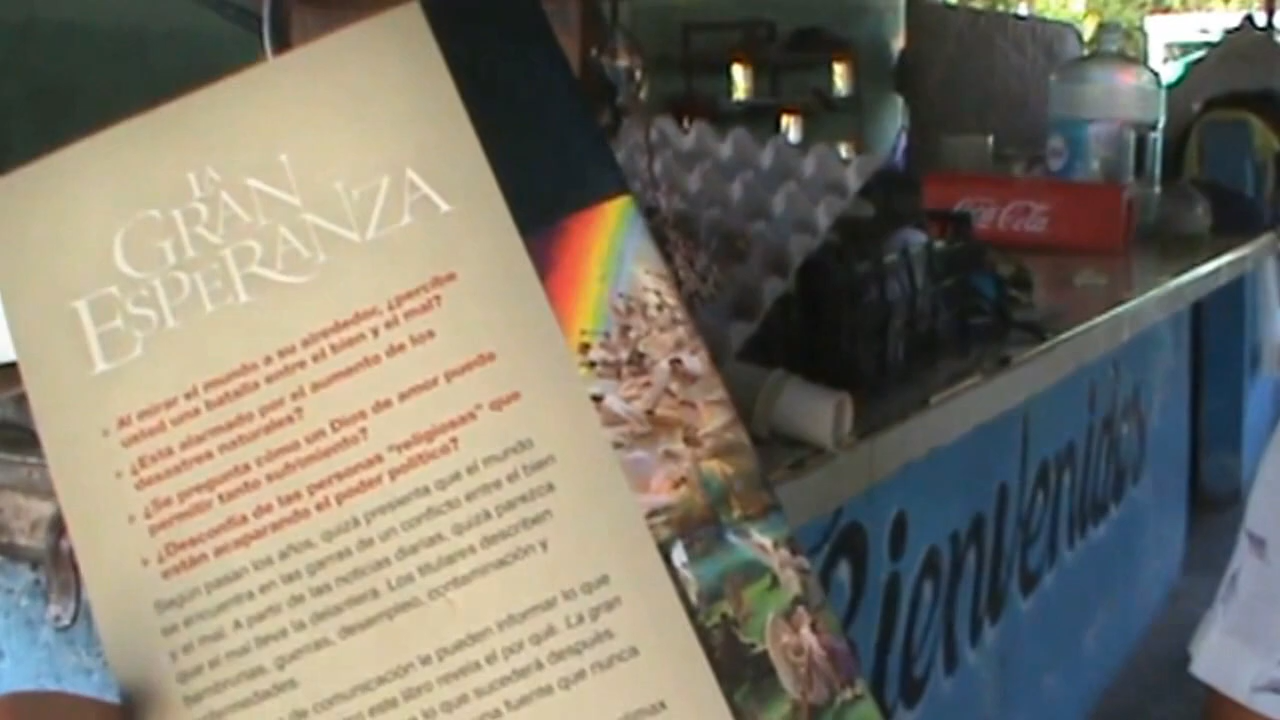 LA
GRAN
ESPERANZA
• Al mirar el mundo a su alrededor, ¿percibe
usted una batalla entre el bien y el mal?
• ¿Está alarmado por el aumento de los
desastres naturales?
• ¿Se pregunta cómo un Dios de amor puede
permitir tanto sufrimiento?
• ¿Desconfía de las personas "religiosas" que
están acaparando el poder político?
Según pasan los años, quizá presienta que el mundo
se encuentra en las garras de un conflicto entre el bien
y el mal. A partir de las noticias diarias, quizá parezca
que el mal lleva la delantera. Los titulares describen
hambrunas, guerras, desempleo, contaminación y
enfermedades.
de comunicación le pueden informar lo que
este libro revela el por qué. La gran
lo que sucederá después.
una fuente que nunca
Coca-Cola
Bienvenidos